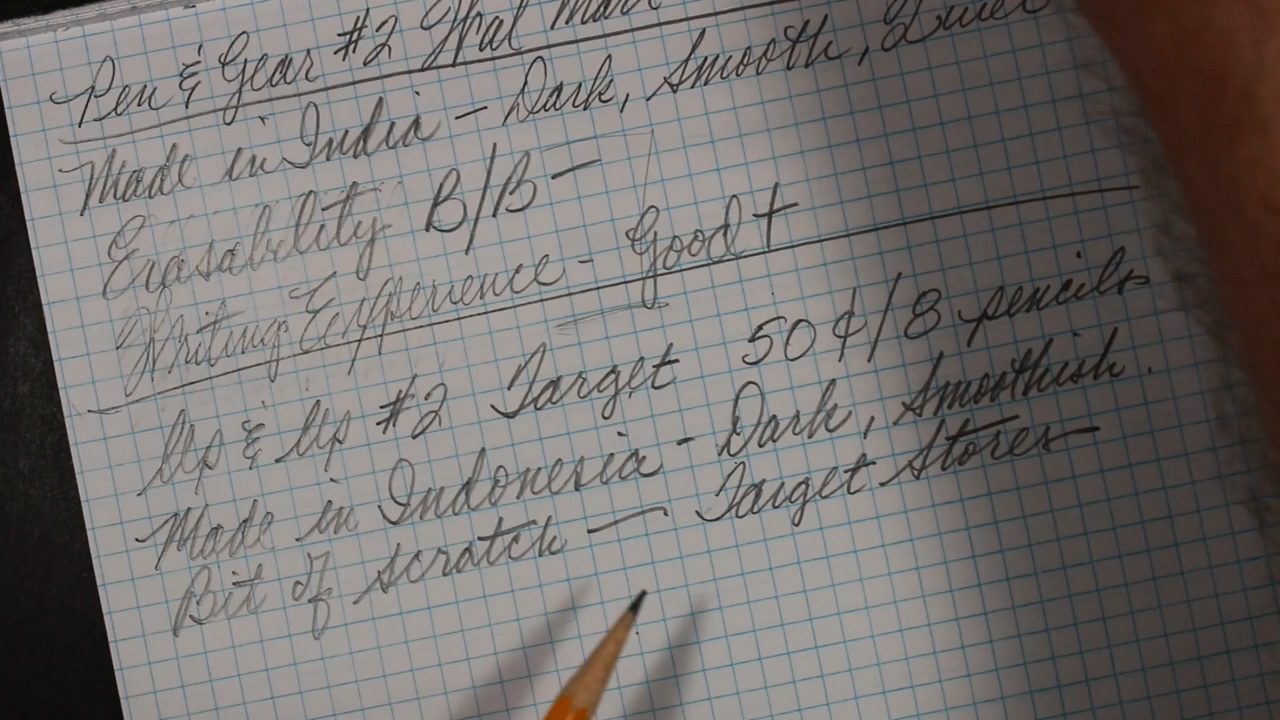 Pen & Gear #2 Wal Mart
Made in India - Dark, Smooth, Quiet
Erasability B/B-
Writing Experience - Good +
Up & Up #2 Target 50¢/8 pencils
Made in Indonesia - Dark, Smoothish.
Bit of scratch — Target Stores